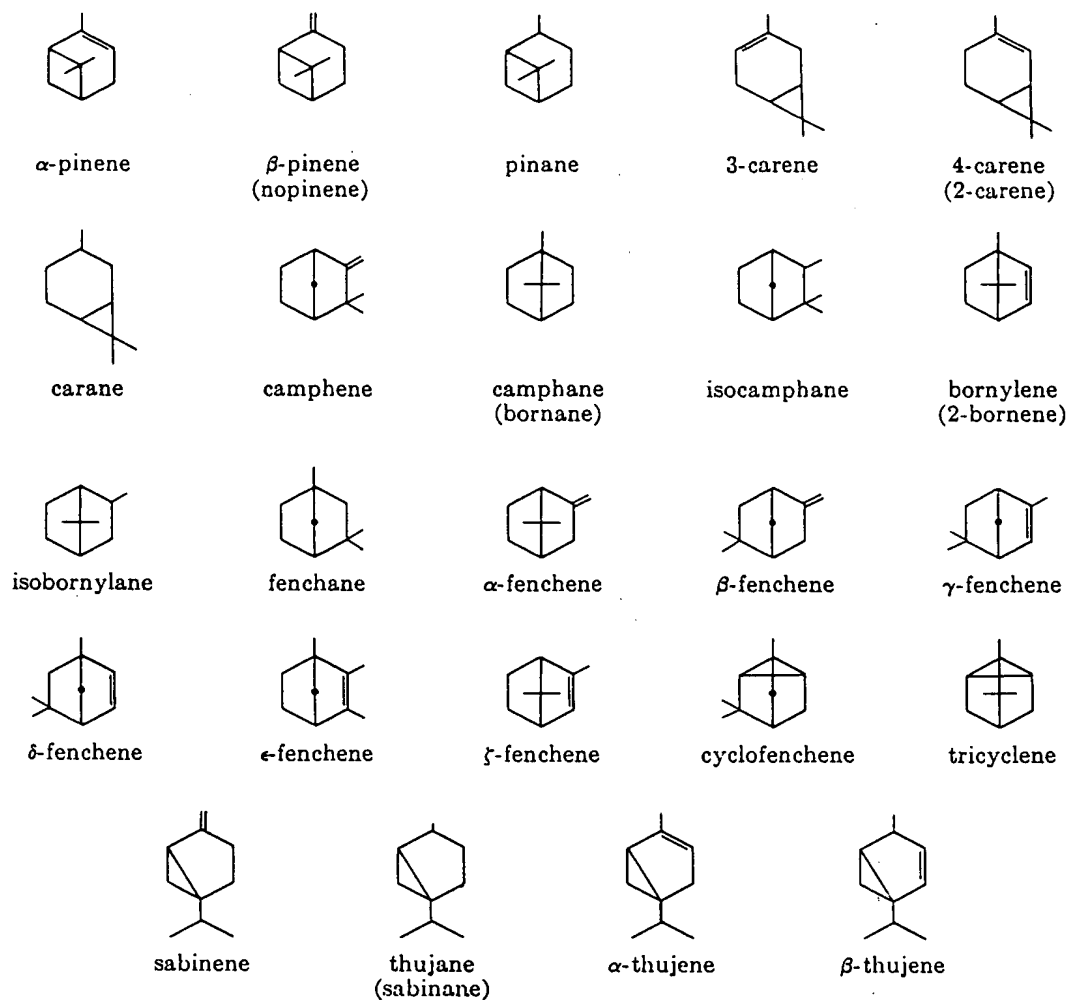 α-pinene
β-pinene
(nopinene)
pinane
3-carene
4-carene
(2-carene)
carane
camphene
camphane
(bornane)
isocamphane
bornylene
(2-bornene)
isobornylane
fenchane
α-fenchene
β-fenchene
γ-fenchene
δ-fenchene
ε-fenchene
ζ-fenchene
cyclofenchene
tricyclene
sabinene
thujane
(sabinane)
α-thujene
β-thujene